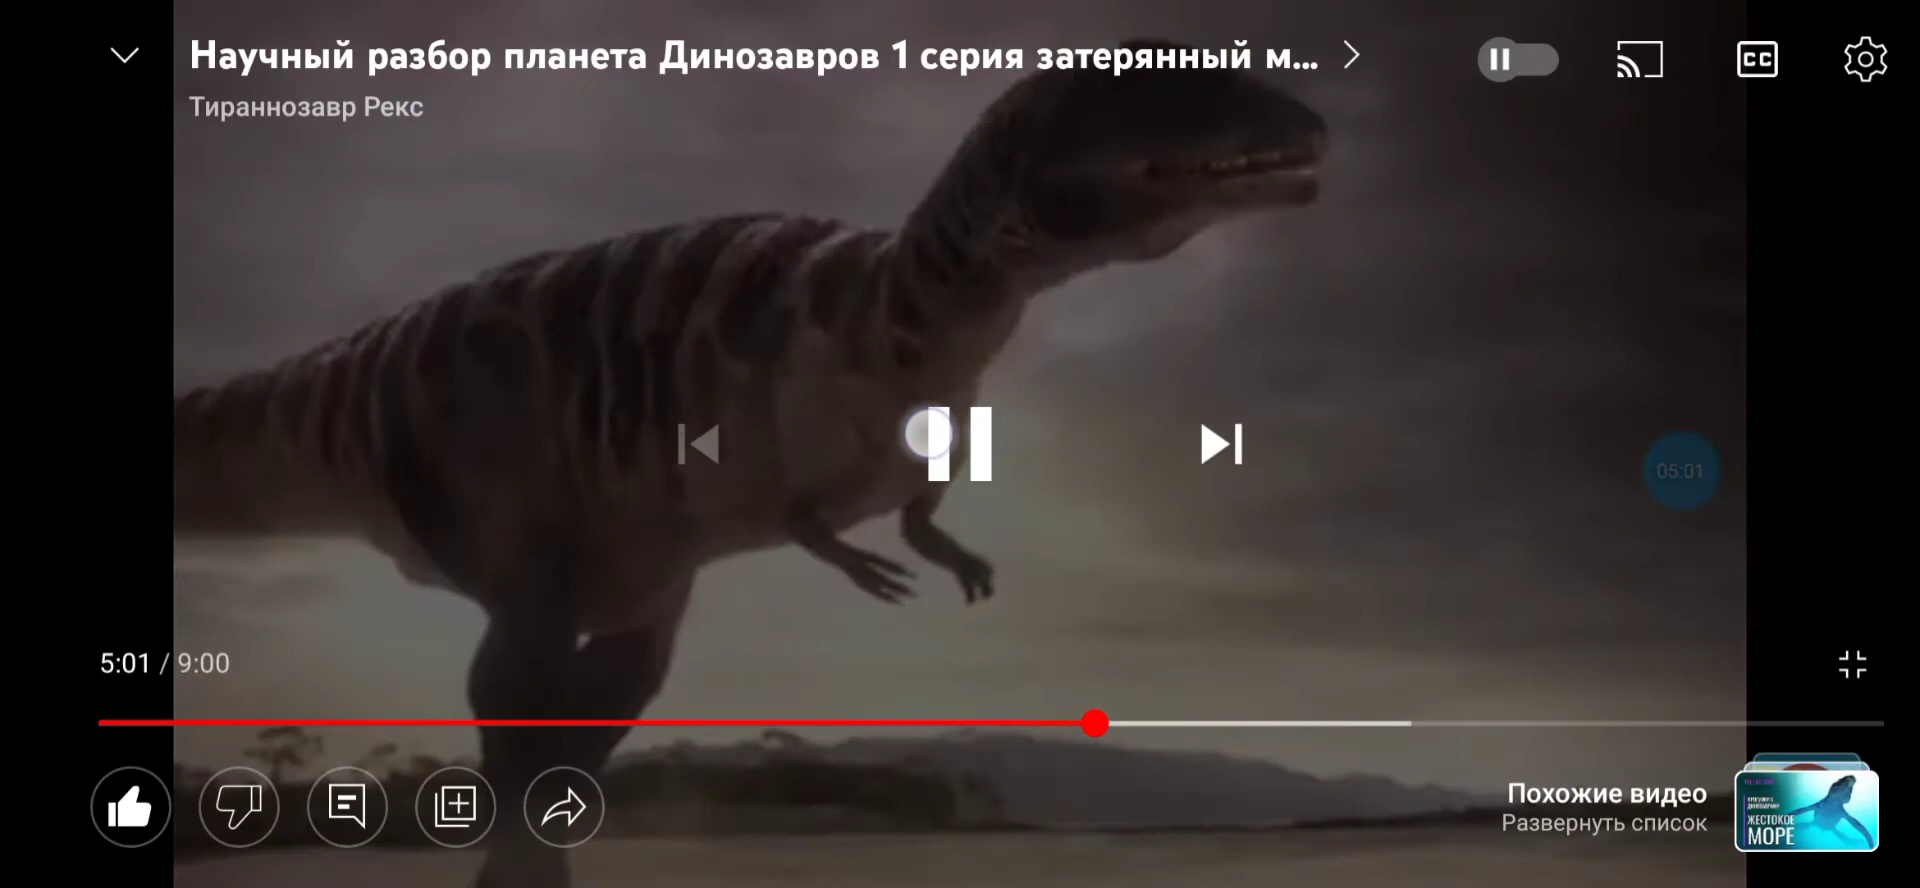 Научный разбор планета Динозавров 1 серия затерянный м...
Тираннозавр Рекс
CC
05:01
5:01 / 9:00
Похожие видео
Развернуть список
ЖЕСТОКОЕ
МОРЕ